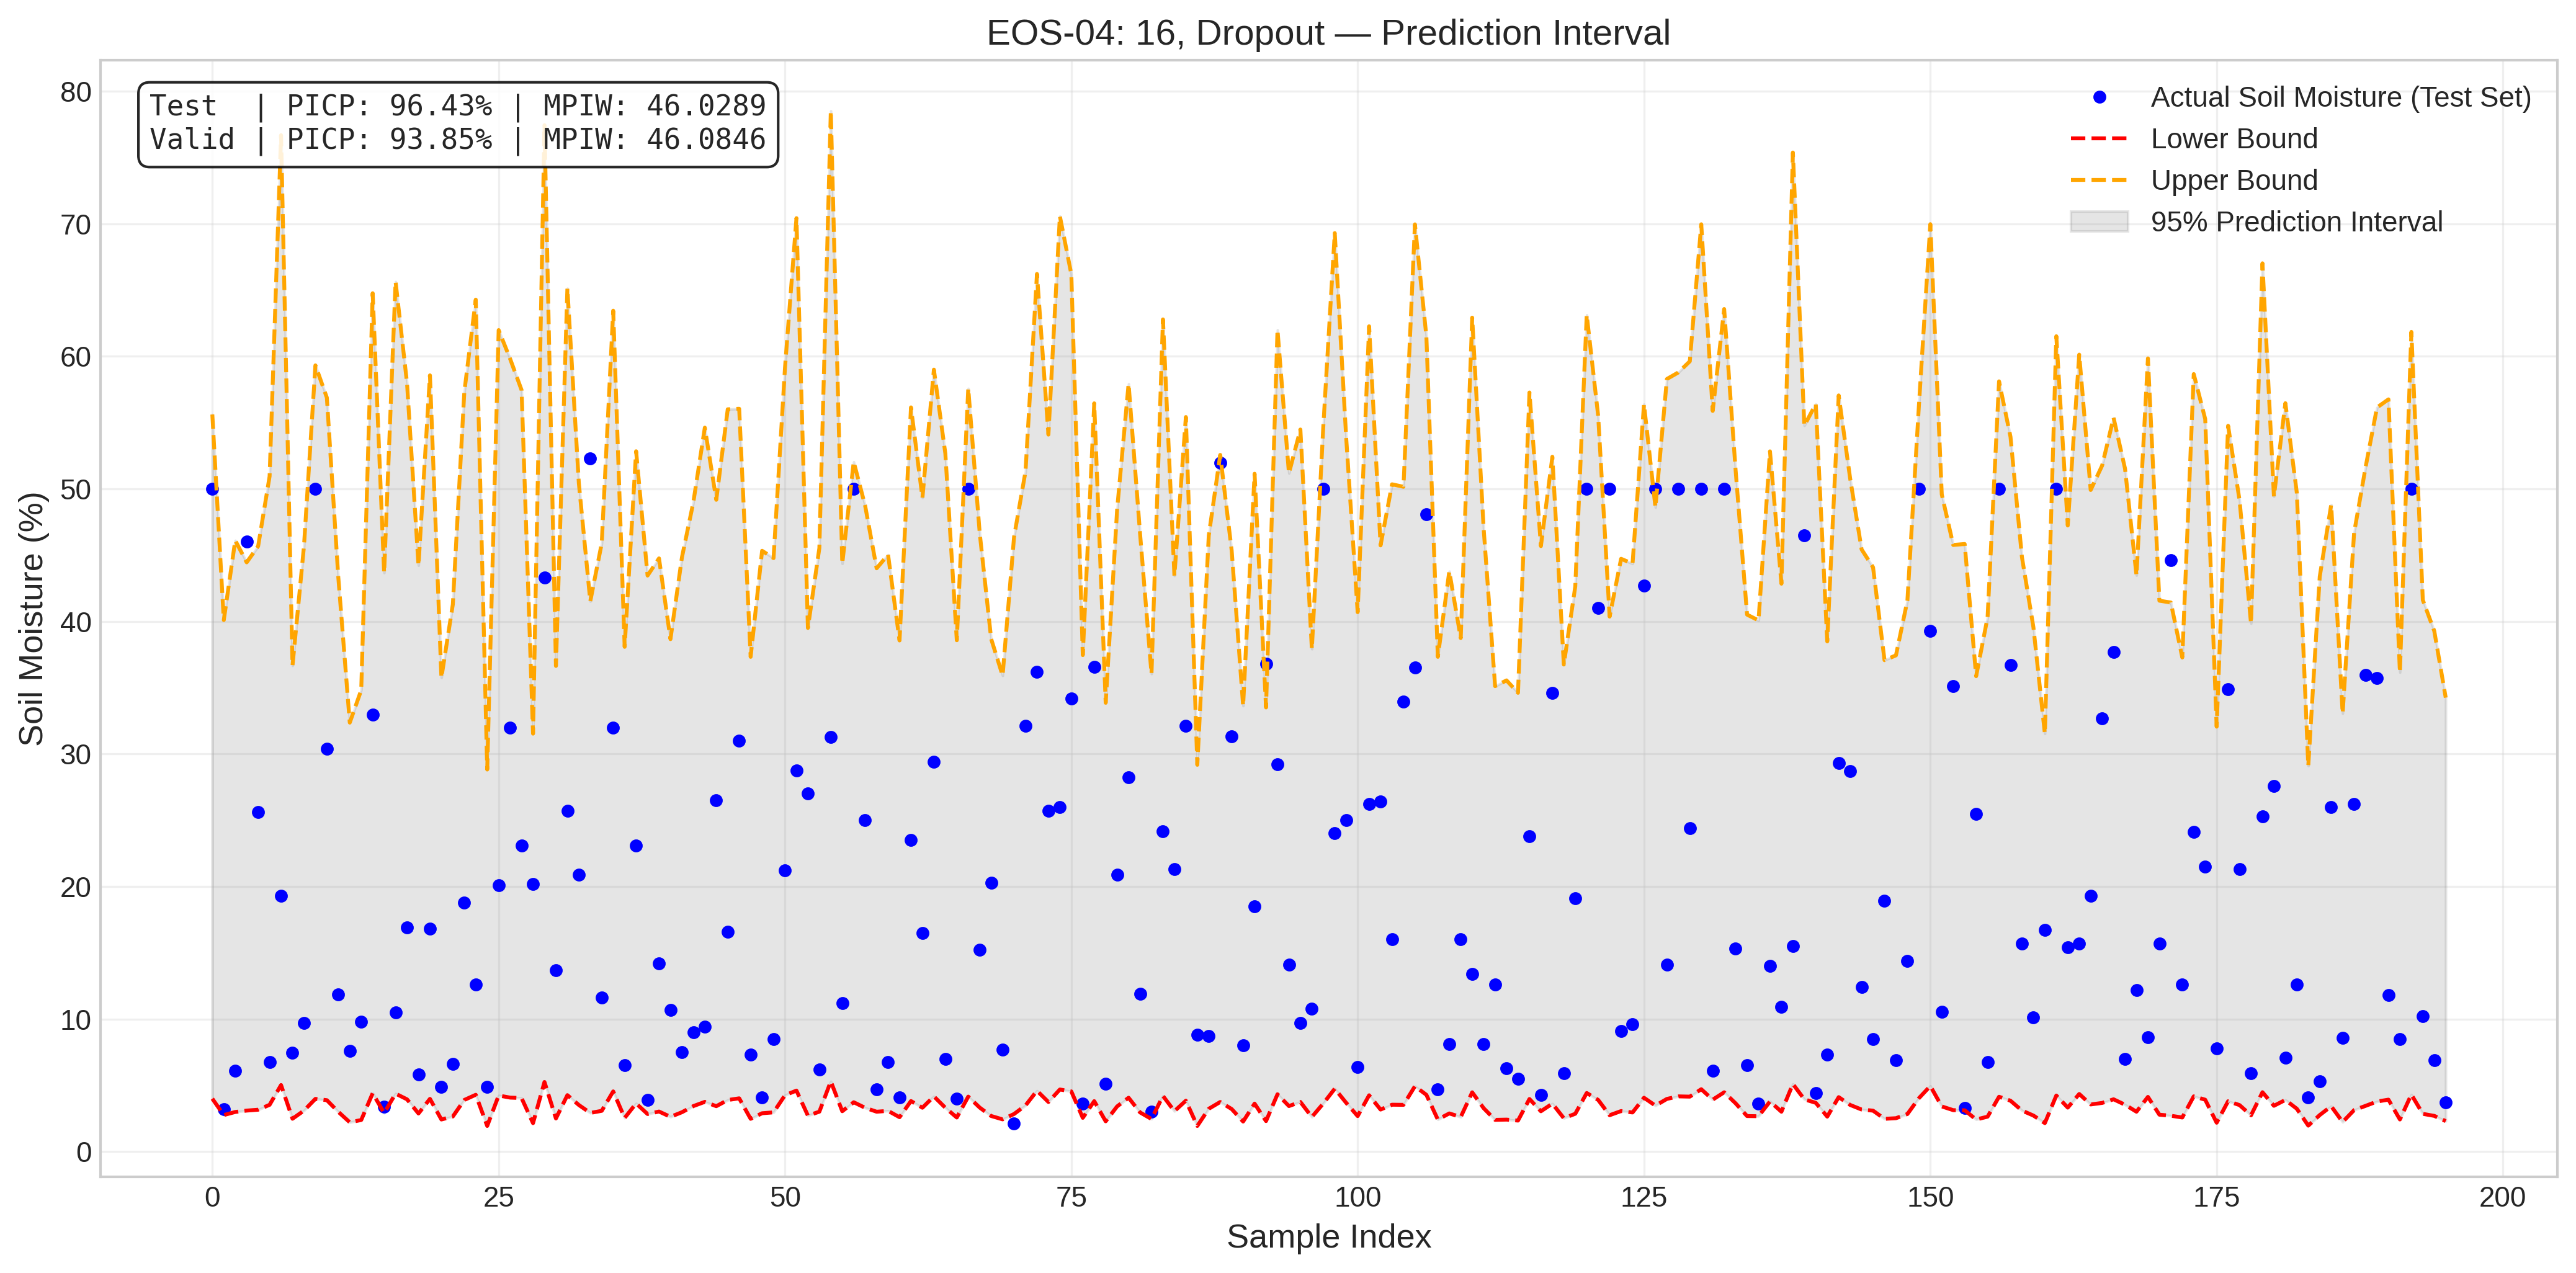 EOS-04: 16, Dropout — Prediction Interval
Test | PICP: 96.43% | MPIW: 46.0289
Valid | PICP: 93.85% | MPIW: 46.0846
Actual Soil Moisture (Test Set)
Lower Bound
Upper Bound
95% Prediction Interval
Soil Moisture (%)
80
70
60
50
40
30
20
10
0
0 25 50 75 100 125 150 175 200
Sample Index